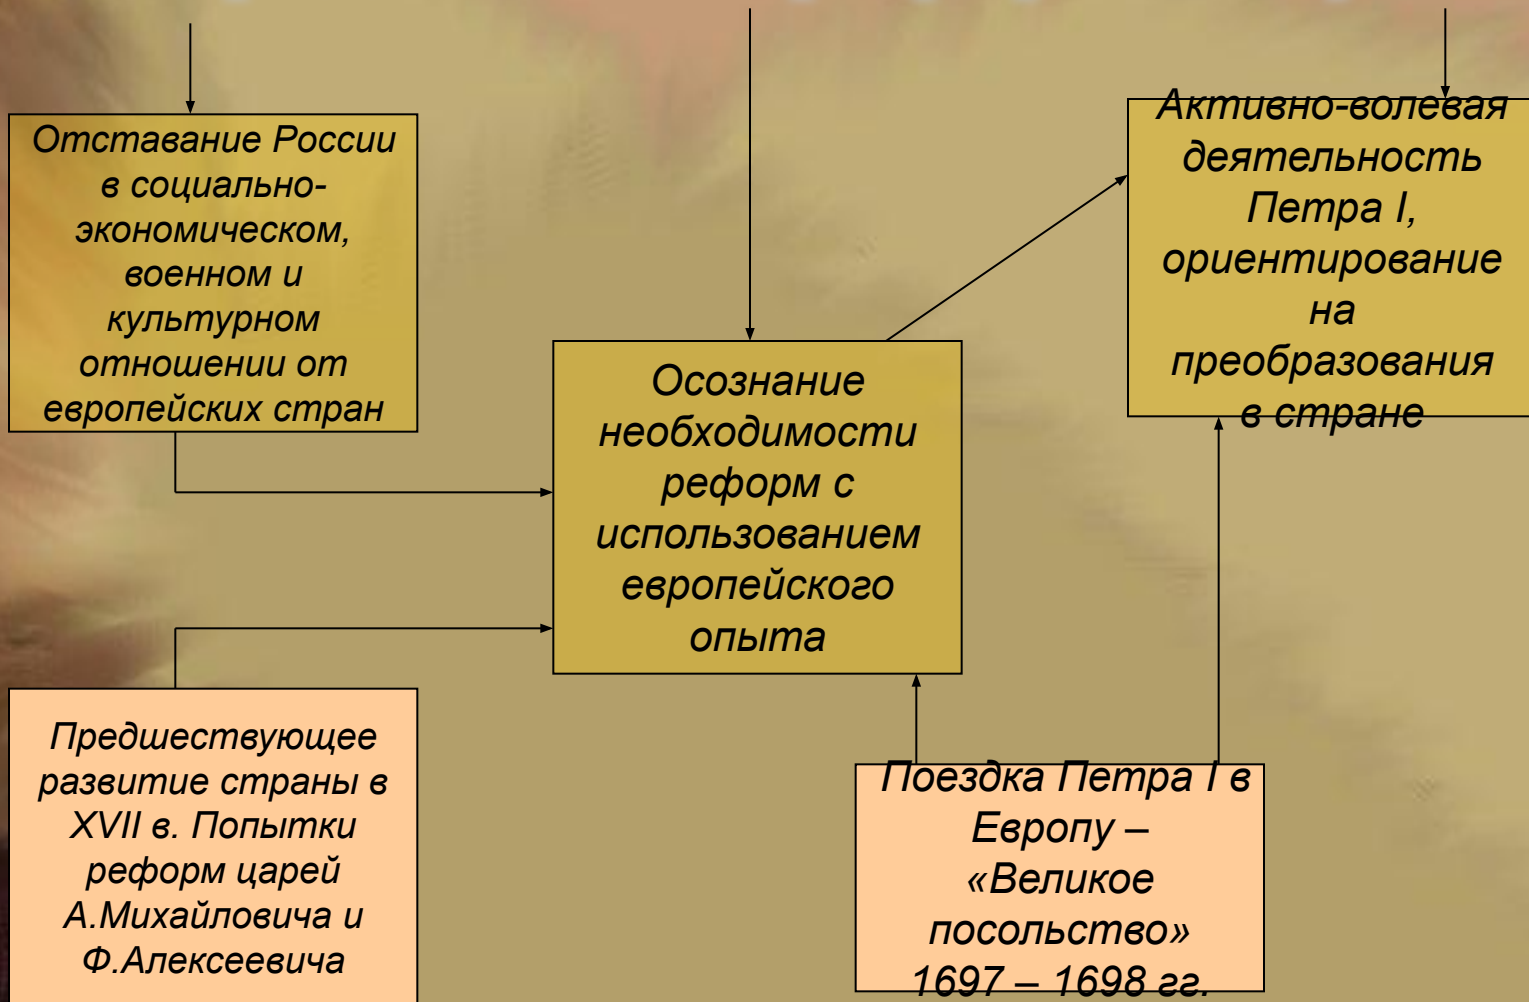 Отставание России
в социально-
экономическом,
военном и
культурном
отношении от
европейских стран
Осознание
необходимости
реформ с
использованием
европейского
опыта
Активно-волевая
деятельность
Петра I,
ориентирование
на
преобразования
в стране
Предшествующее
развитие страны в
XVII в. Попытки
реформ царей
А.Михайловича и
Ф.Алексеевича
Поездка Петра I в
Европу –
«Великое
посольство»
1697 – 1698 гг.